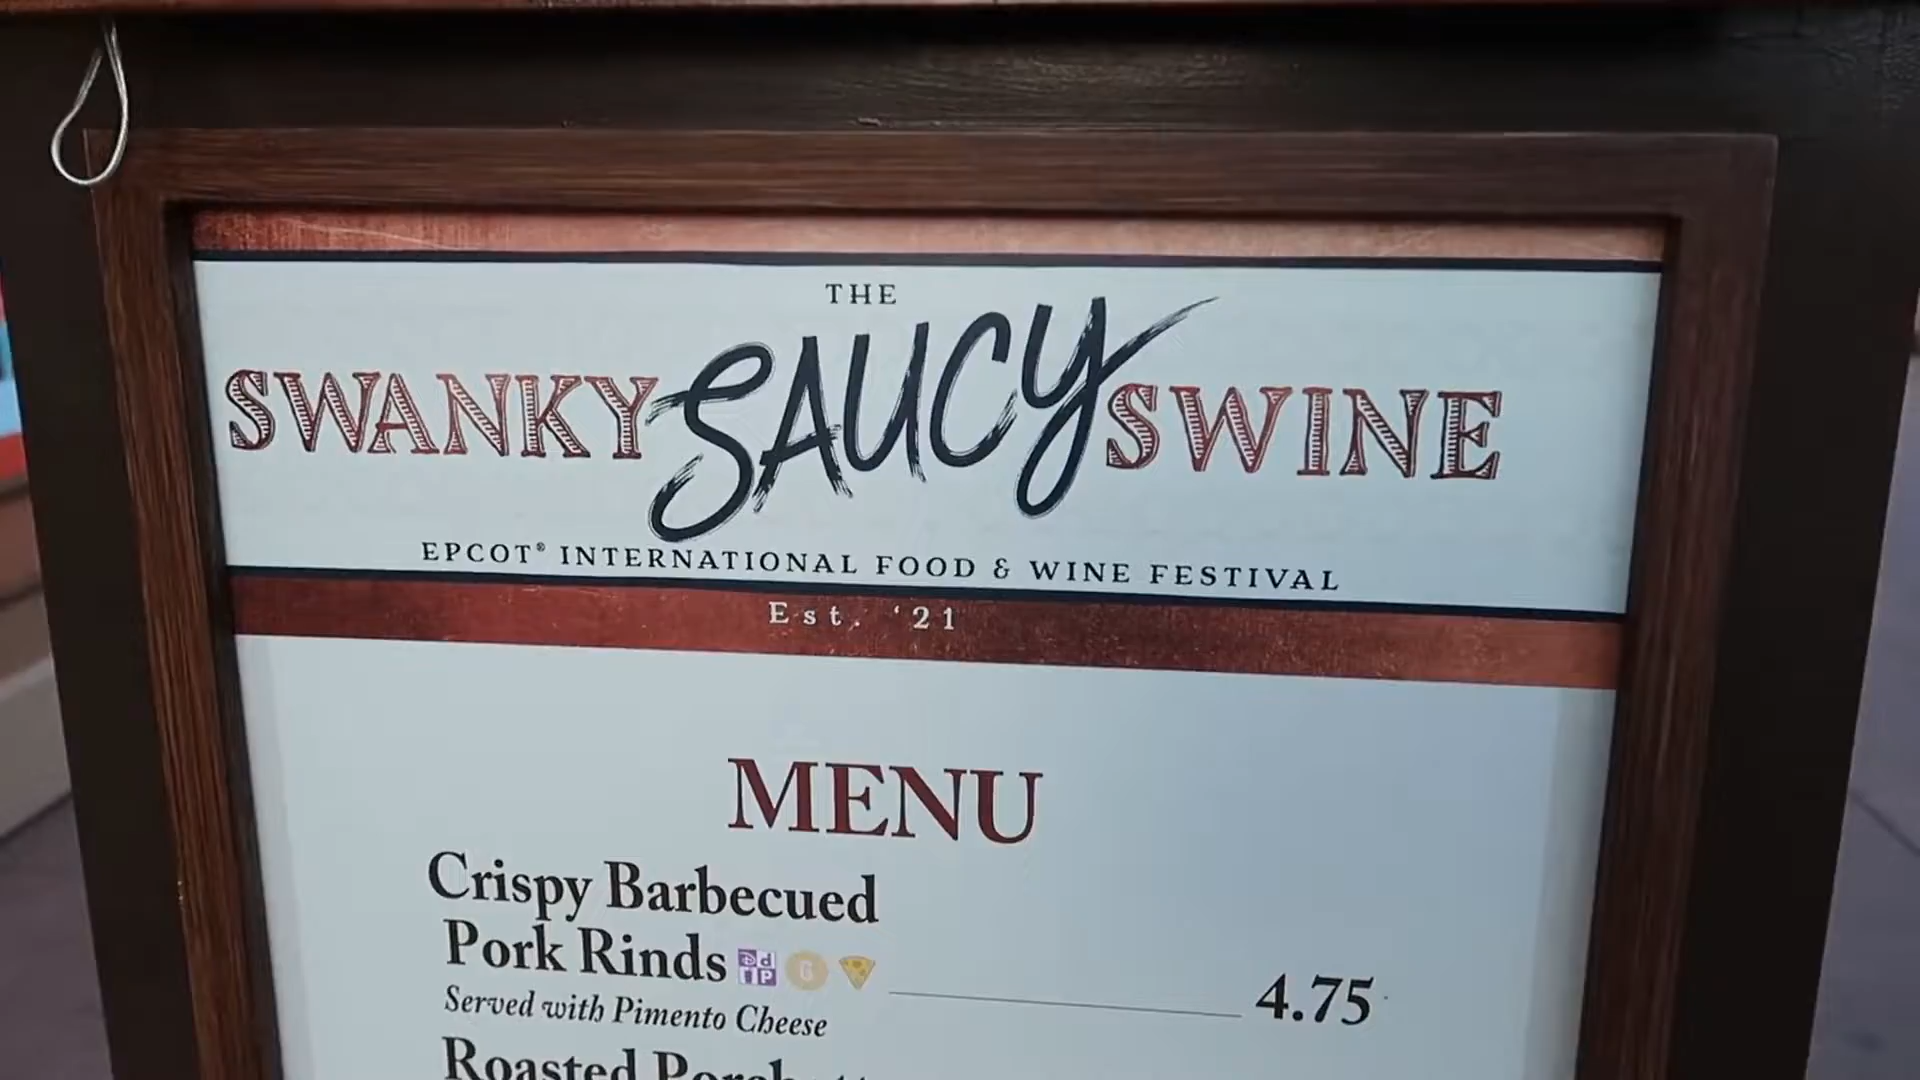 THE
SWANKY SAUCY SWINE
EPCOT® INTERNATIONAL FOOD & WINE FESTIVAL
Est. '21
MENU
Crispy Barbecued
Pork Rinds
4.75
Served with Pimento Cheese
Roasted